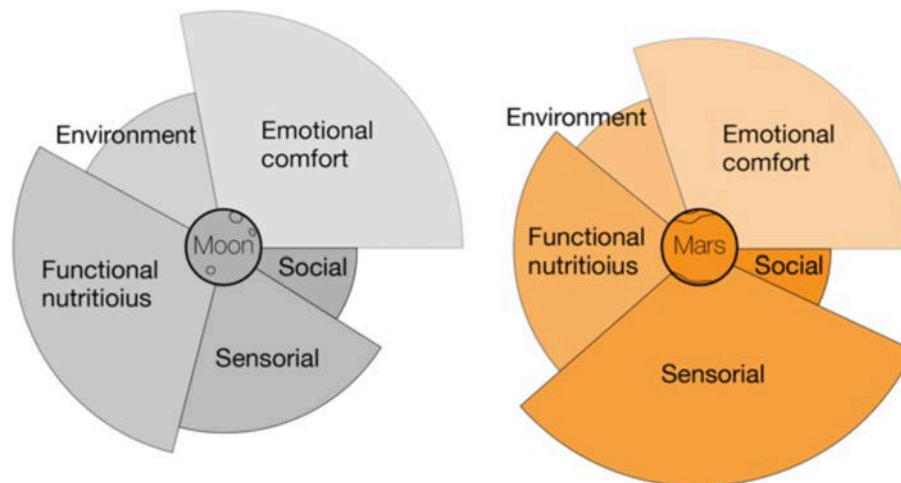 Environment
Emotional
comfort
Moon
Functional
nutritioius
Social
Sensorial
Environment
Emotional
comfort
Functional
nutritioius
Mars
Social
Sensorial